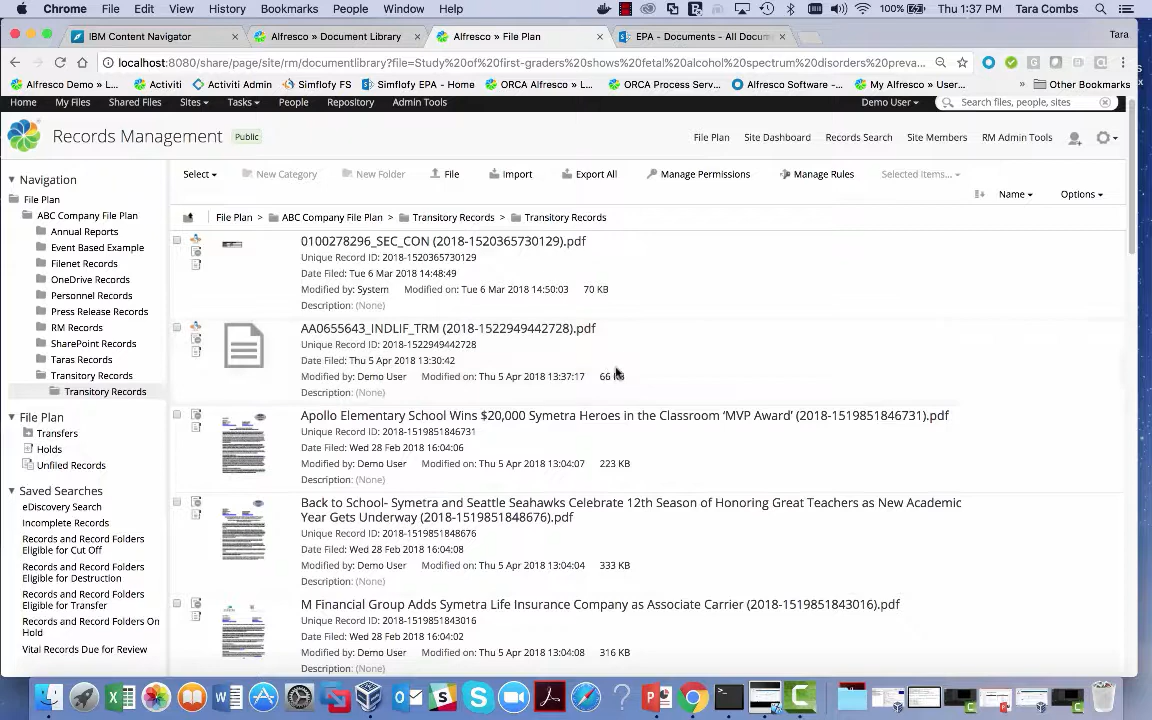 Chrome File Edit View History Bookmarks People Window Help 100% Thu 1:37 PM Tara Combs
IBM Content Navigator Alfresco » Document Library Alfresco » File Plan EPA - Documents - All Docum Tara
localhost:8080/share/page/site/rm/documentlibrary?file=Study%20of%20first-graders%20shows%20fetal%20alcohol%20spectrum%20disorders%20preva...
Alfresco Demo » L... Activiti Activiti Admin Simflofy FS Simflofy EPA - Home ORCA Alfresco » L... ORCA Process Serv... Alfresco Software -... My Alfresco » User... » Other Bookmarks
Home My Files Shared Files Sites Tasks People Repository Admin Tools Demo User Search files, people, sites
Records Management Public File Plan Site Dashboard Records Search Site Members RM Admin Tools
Navigation
File Plan
ABC Company File Plan
Annual Reports
Event Based Example
Filenet Records
OneDrive Records
Personnel Records
Press Release Records
RM Records
SharePoint Records
Taras Records
Transitory Records
Transitory Records
File Plan
Transfers
Holds
Unfiled Records
Saved Searches
eDiscovery Search
Incomplete Records
Records and Record Folders
Eligible for Cut Off
Records and Record Folders
Eligible for Destruction
Records and Record Folders
Eligible for Transfer
Records and Record Folders On
Hold
Vital Records Due for Review
Select New Category New Folder File Import Export All Manage Permissions Manage Rules Selected Items...
Name Options
File Plan > ABC Company File Plan > Transitory Records > Transitory Records
0100278296_SEC_CON (2018-1520365730129).pdf
Unique Record ID: 2018-1520365730129
Date Filed: Tue 6 Mar 2018 14:48:49
Modified by: System Modified on: Tue 6 Mar 2018 14:50:03 70 KB
Description: (None)
AA0655643_INDLIF_TRM (2018-1522949442728).pdf
Unique Record ID: 2018-1522949442728
Date Filed: Thu 5 Apr 2018 13:30:42
Modified by: Demo User Modified on: Thu 5 Apr 2018 13:37:17 66 KB
Description: (None)
Apollo Elementary School Wins $20,000 Symetra Heroes in the Classroom ‘MVP Award’ (2018-1519851846731).pdf
Unique Record ID: 2018-1519851846731
Date Filed: Wed 28 Feb 2018 16:04:06
Modified by: Demo User Modified on: Thu 5 Apr 2018 13:04:07 223 KB
Description: (None)
Back to School- Symetra and Seattle Seahawks Celebrate 12th Season of Honoring Great Teachers as New Academic
Year Gets Underway (2018-1519851848676).pdf
Unique Record ID: 2018-1519851848676
Date Filed: Wed 28 Feb 2018 16:04:08
Modified by: Demo User Modified on: Thu 5 Apr 2018 13:04:04 333 KB
Description: (None)
M Financial Group Adds Symetra Life Insurance Company as Associate Carrier (2018-1519851843016).pdf
Unique Record ID: 2018-1519851843016
Date Filed: Wed 28 Feb 2018 16:04:02
Modified by: Demo User Modified on: Thu 5 Apr 2018 13:04:08 316 KB
Description: (None)